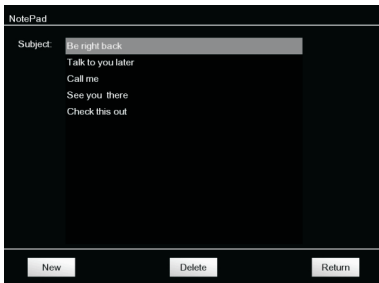 NotePad
Subject: Be right back
Talk to you later
Call me
See you there
Check this out
New Delete Return